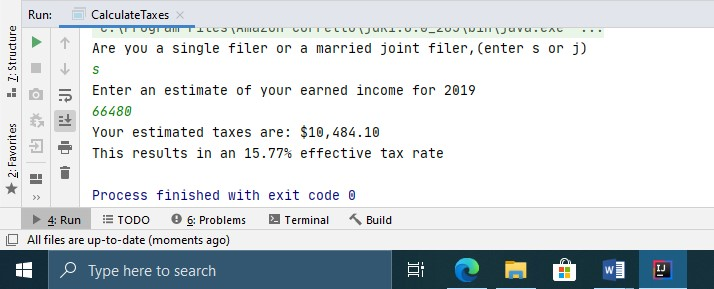 Run: CalculateTaxes ×
"C:\Program Files\Amazon Corretto\jdk1.8.0_265\bin\java.exe" ...
Are you a single filer or a married joint filer,(enter s or j)
s
Enter an estimate of your earned income for 2019
66480
Your estimated taxes are: $10,484.10
This results in an 15.77% effective tax rate
Process finished with exit code 0
7: Structure
2: Favorites
4: Run TODO 6: Problems Terminal Build
All files are up-to-date (moments ago)
Type here to search